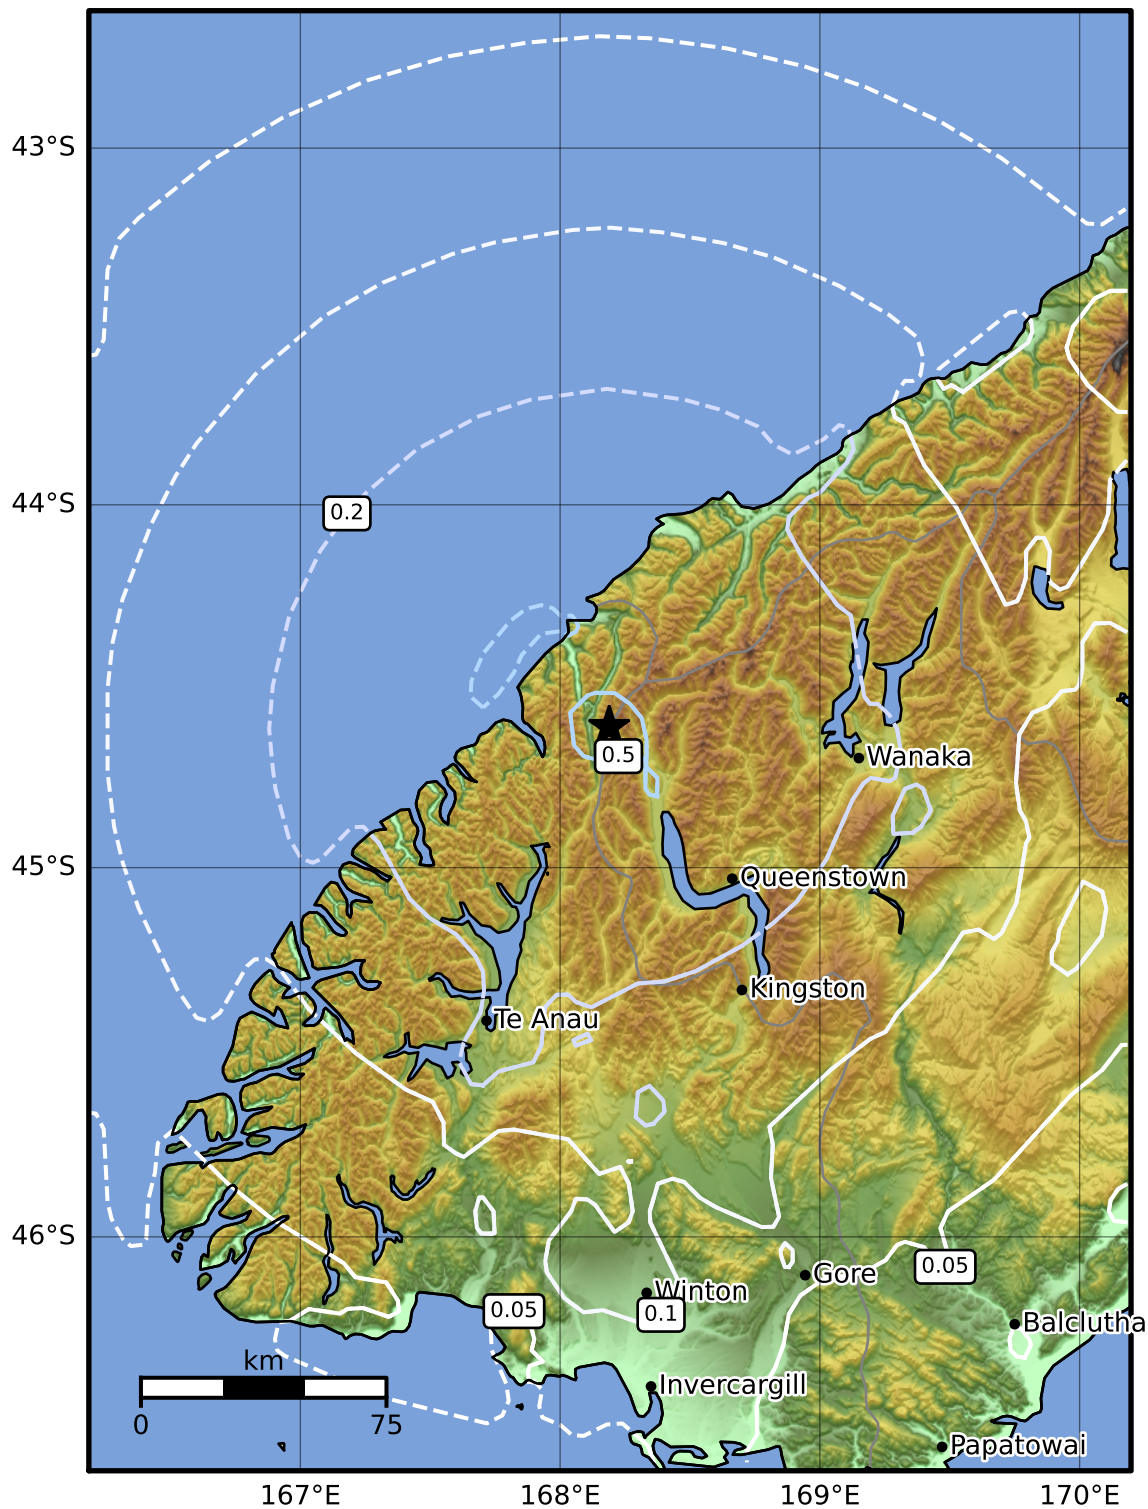 43°S
44°S
0.2
0.5
Wanaka
45°S
Queenstown
Kingston
Te Anau
46°S
0.05
Gore
Winton
0.05
0.1
Balclutha
km
Invercargill
0
75
Papatowai
167°E
168°E
169°E
170°E